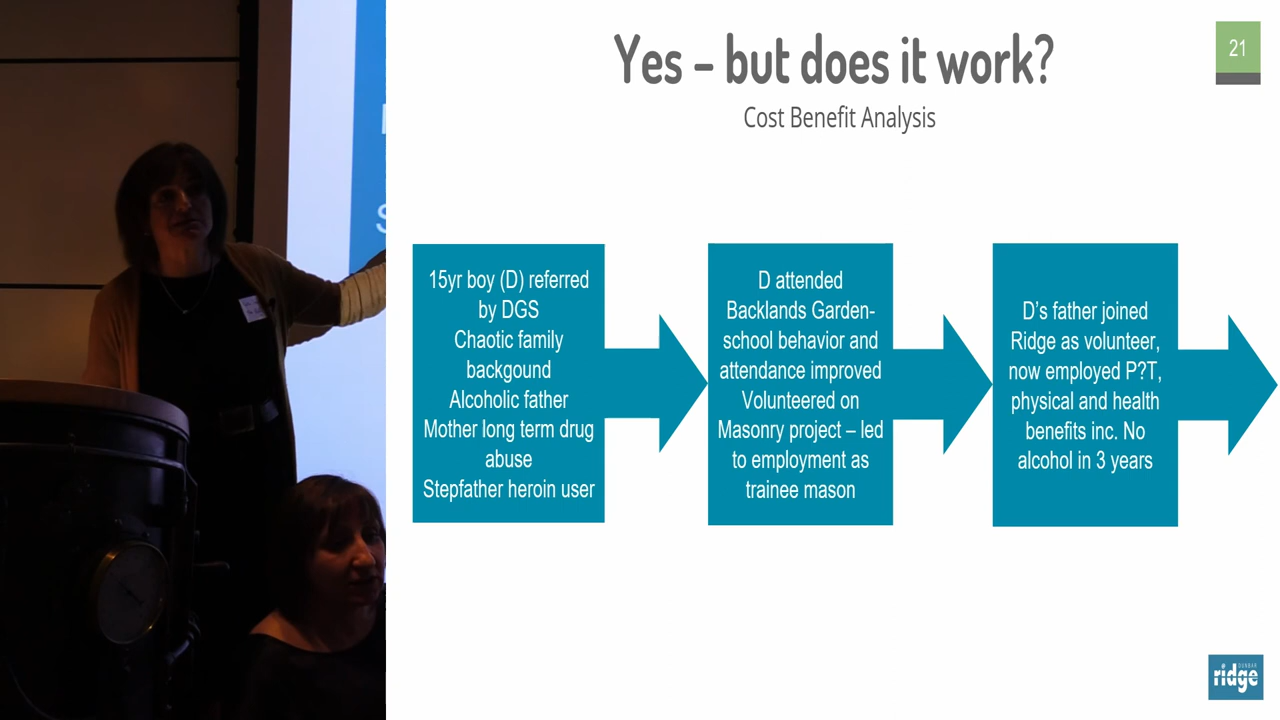 Yes – but does it work?
21
Cost Benefit Analysis
15yr boy (D) referred
by DGS
Chaotic family
backgound
Alcoholic father
Mother long term drug
abuse
Stepfather heroin user
D attended
Backlands Garden-
school behavior and
attendance improved
Volunteered on
Masonry project – led
to employment as
trainee mason
D's father joined
Ridge as volunteer,
now employed P?T,
physical and health
benefits inc. No
alcohol in 3 years
DUNBAR
ridge